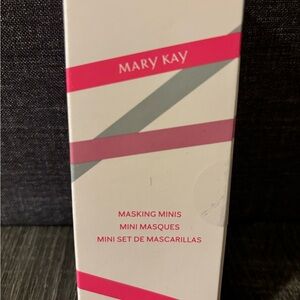 MARY KAY
MASKING MINIS
MINI MASQUES
MINI SET DE MASCARILLAS